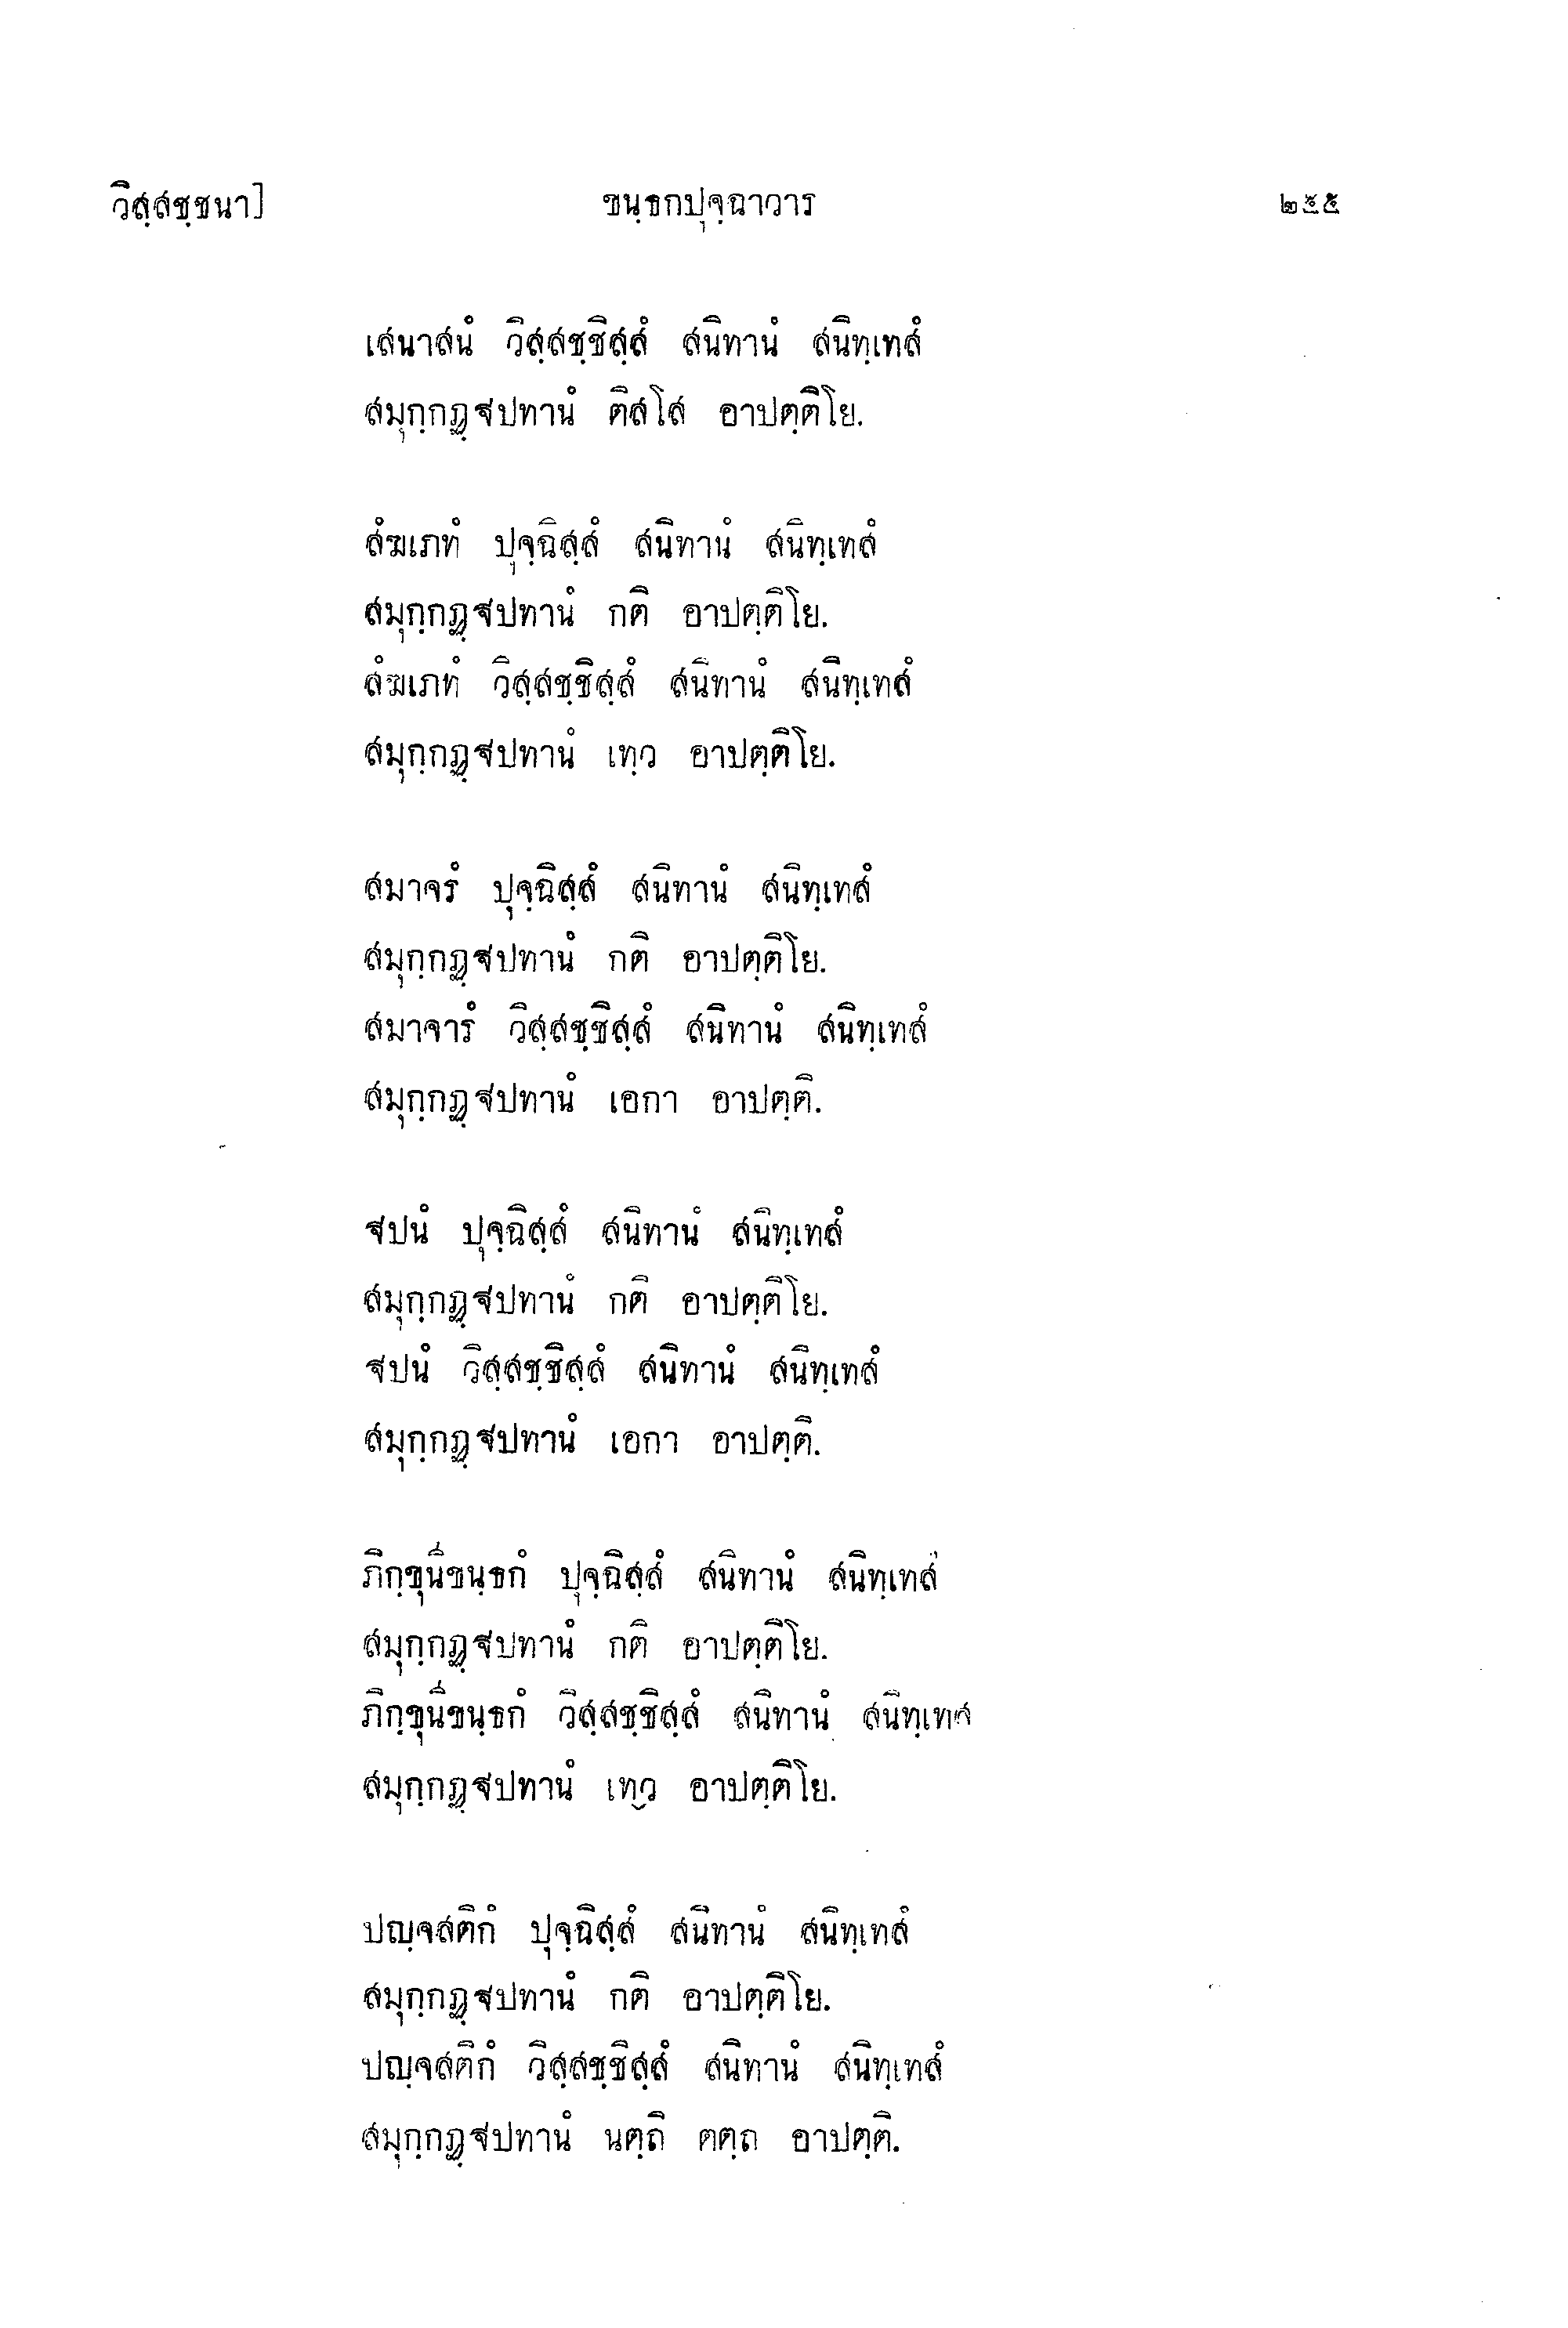 วิสฺสชฺชนา]
ขนฺธกปุจฺฉาวาร
๒๕๕
เสนาสนํ วิสฺสชฺชิสฺสํ สนิทานํ สนิทฺเทสํ
สมุกฺกฏฺฐปทานํ ติสโส อาปตฺติโย.
สํฆเภทํ ปุจฺฉิสฺสํ สนิทานํ สนิทฺเทสํ
สมุกฺกฏฺฐปทานํ กติ อาปตฺติโย.
สํฆเภทํ วิสฺสชฺชิสฺสํ สนิทานํ สนิทฺเทสํ
สมุกฺกฏฺฐปทานํ เทฺว อาปตฺติโย.
สมาจรํ ปุจฺฉิสฺสํ สนิทานํ สนิทฺเทสํ
สมุกฺกฏฺฐปทานํ กติ อาปตฺติโย.
สมาจารํ วิสฺสชฺชิสฺสํ สนิทานํ สนิทฺเทสํ
สมุกฺกฏฺฐปทานํ เอกา อาปตฺติ.
ฐปนํ ปุจฺฉิสฺสํ สนิทานํ สนิทฺเทสํ
สมุกฺกฏฺฐปทานํ กติ อาปตฺติโย.
ฐปนํ วิสฺสชฺชิสฺสํ สนิทานํ สนิทฺเทสํ
สมุกฺกฏฺฐปทานํ เอกา อาปตฺติ.
ภิกฺขุนีขนฺธกํ ปุจฺฉิสฺสํ สนิทานํ สนิทฺเทสํ
สมุกฺกฏฺฐปทานํ กติ อาปตฺติโย.
ภิกฺขุนีขนฺธกํ วิสฺสชฺชิสฺสํ สนิทานํ สนิทฺเทส
สมุกฺกฏฺฐปทานํ เทฺว อาปตฺติโย.
ปญฺจสติกํ ปุจฺฉิสฺสํ สนิทานํ สนิทฺเทสํ
สมุกฺกฏฺฐปทานํ กติ อาปตฺติโย.
ปญฺจสติกํ วิสฺสชฺชิสฺสํ สนิทานํ สนิทฺเทสํ
สมุกฺกฏฺฐปทานํ นตฺถิ ตตฺถ อาปตฺติ.